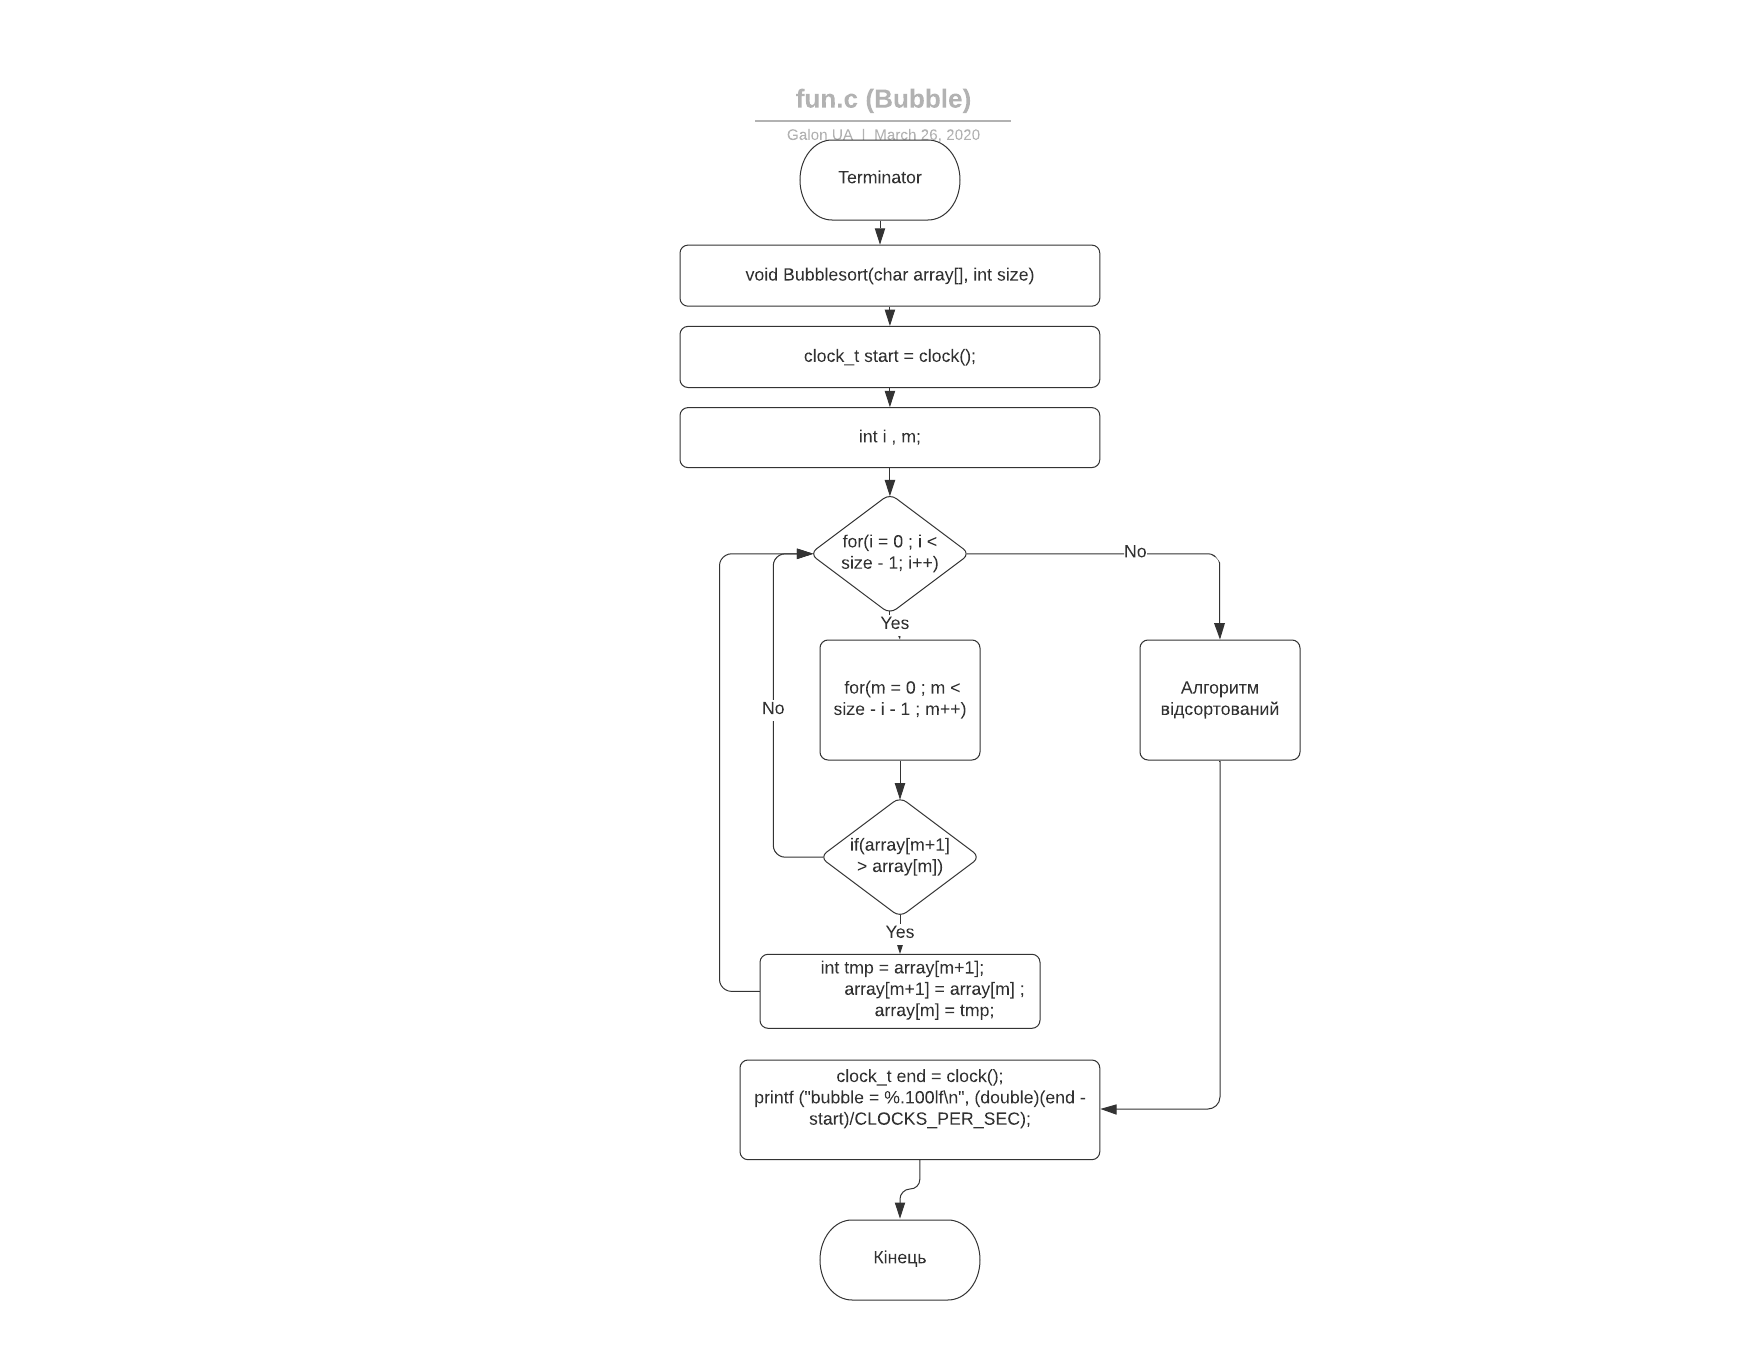 fun.c (Bubble)
Galon UA | March 26, 2020
Terminator
void Bubblesort(char array[], int size)
clock_t start = clock();
int i , m;
for(i = 0 ; i <
size - 1; i++)
No
Yes
for(m = 0 ; m <
size - i - 1 ; m++)
Алгоритм
відсортований
No
if(array[m+1]
> array[m])
Yes
int tmp = array[m+1];
array[m+1] = array[m] ;
array[m] = tmp;
clock_t end = clock();
printf ("bubble = %.100lf\n", (double)(end -
start)/CLOCKS_PER_SEC);
Кінець